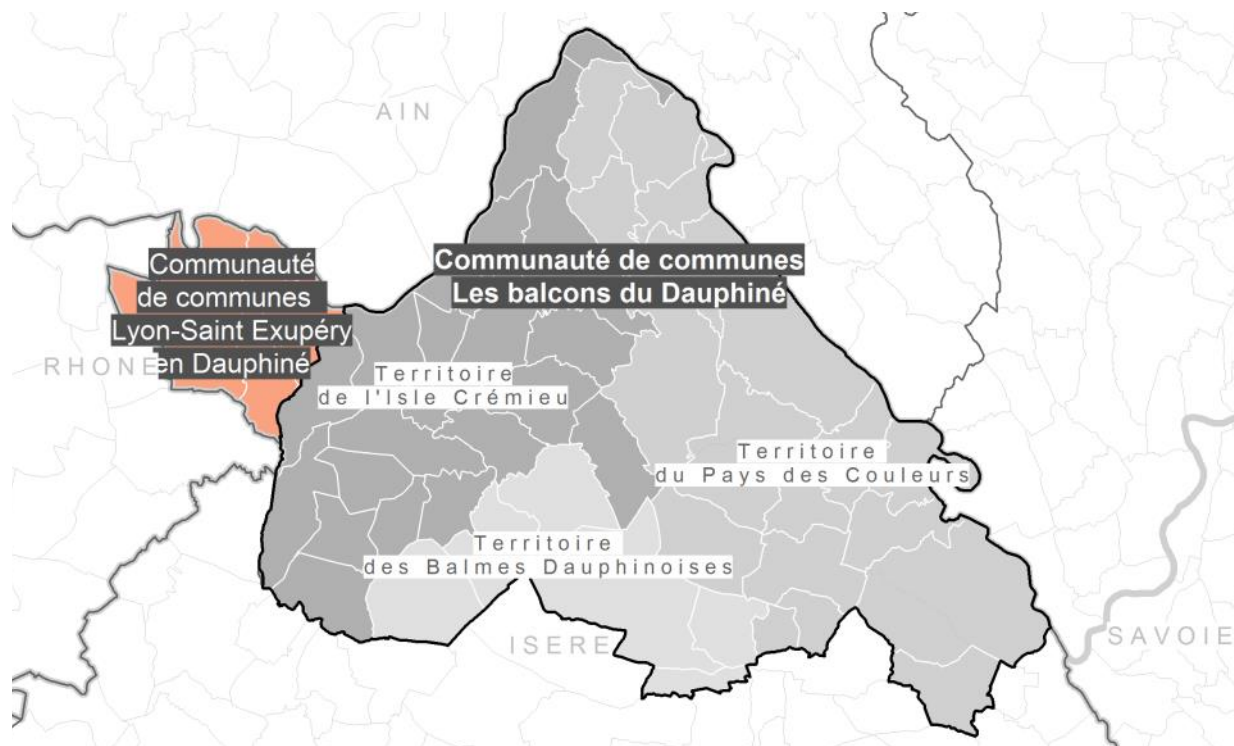 AIN
Communauté
de communes
Lyon-Saint Exupéry
en Dauphiné
RHONE
Communauté de communes
Les balcons du Dauphiné
Territoire
de l'Isle Crémieu
Territoire
du Pays des Couleurs
Territoire
des Balmes Dauphinoises
ISERE
SAVOIE